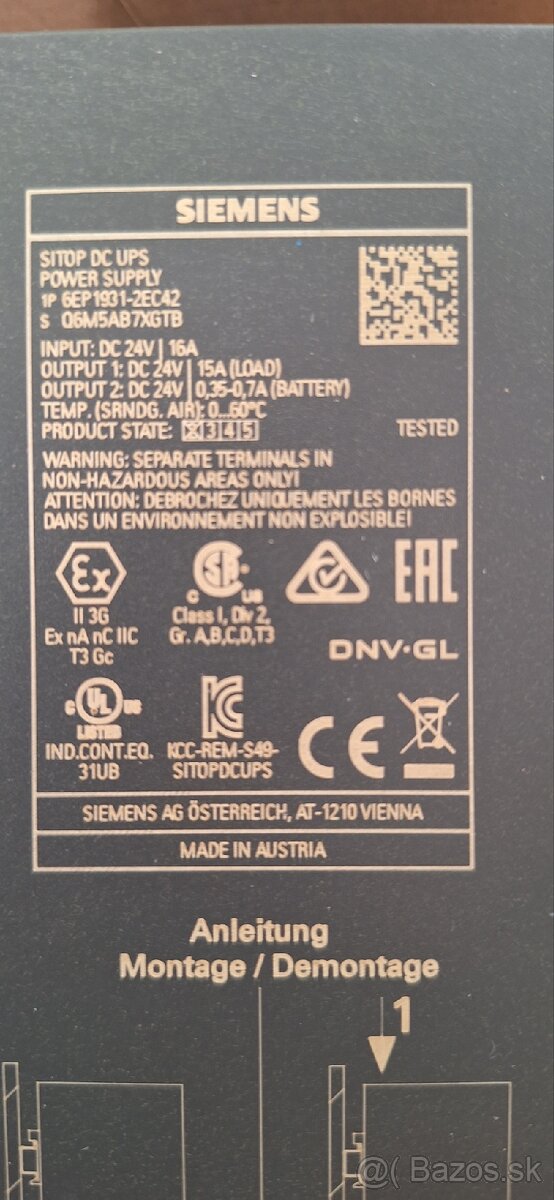 SIEMENS
SITOP DC UPS
POWER SUPPLY
1P 6EP1931-2EC42
S Q6M5AB7XGTB
INPUT: DC 24V | 16A
OUTPUT 1: DC 24V | 15A (LOAD)
OUTPUT 2: DC 24V | 0,35-0,7A (BATTERY)
TEMP. (SRNDG. AIR): 0...60°C
PRODUCT STATE: X 3 4 5 TESTED
WARNING: SEPARATE TERMINALS IN
NON-HAZARDOUS AREAS ONLY!
ATTENTION: DEBROCHEZ UNIQUEMENT LES BORNES
DANS UN ENVIRONNEMENT NON EXPLOSIBLE!
Ex
II 3G
Ex nA nC IIC
T3 Gc
C US
Class I, Div 2,
Gr. A,B,C,D,T3
EAC
DNV·GL
C UL US
LISTED
IND.CONT.EQ.
31UB
KCC-REM-S49-
SITOPDCUPS
CE
SIEMENS AG ÖSTERREICH, AT-1210 VIENNA
MADE IN AUSTRIA
Anleitung
Montage / Demontage
1
@( Bazos.sk